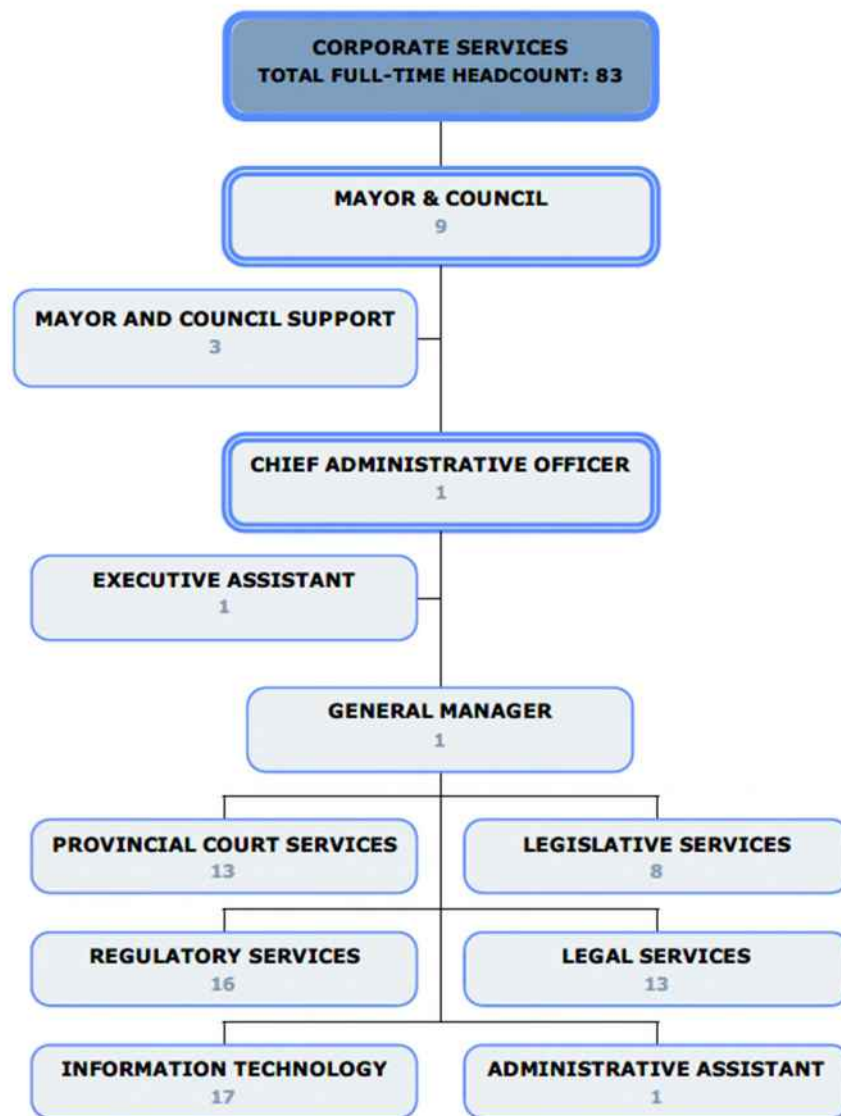 CORPORATE SERVICES
TOTAL FULL-TIME HEADCOUNT: 83
MAYOR & COUNCIL
9
MAYOR AND COUNCIL SUPPORT
3
CHIEF ADMINISTRATIVE OFFICER
1
EXECUTIVE ASSISTANT
1
GENERAL MANAGER
1
PROVINCIAL COURT SERVICES
13
LEGISLATIVE SERVICES
8
REGULATORY SERVICES
16
LEGAL SERVICES
13
INFORMATION TECHNOLOGY
17
ADMINISTRATIVE ASSISTANT
1